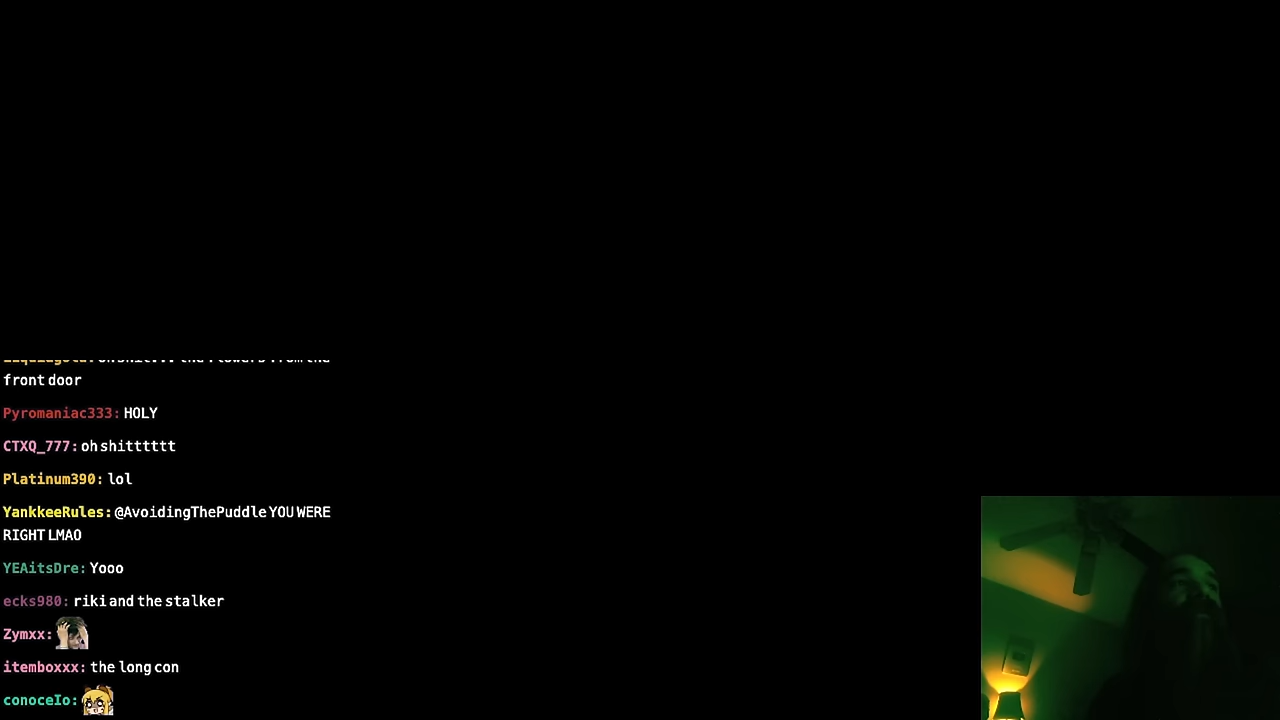 front door
Pyromaniac333: HOLY
CTXQ_777: oh shitttttt
Platinum390: lol
YankkeeRules: @AvoidingThePuddle YOU WERE
RIGHT LMAO
YEAitsDre: Yooo
ecks980: riki and the stalker
Zymxx:
itemboxxx: the long con
conoceIo: